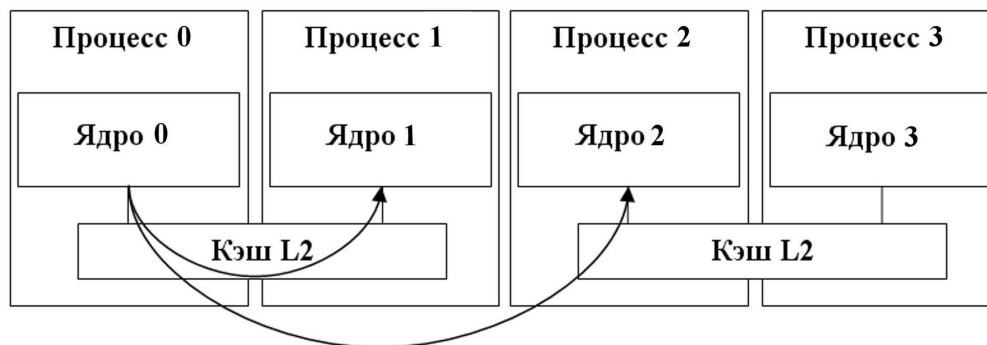 Процесс 0
Процесс 1
Процесс 2
Процесс 3
Ядро 0
Ядро 1
Ядро 2
Ядро 3
Кэш L2
Кэш L2